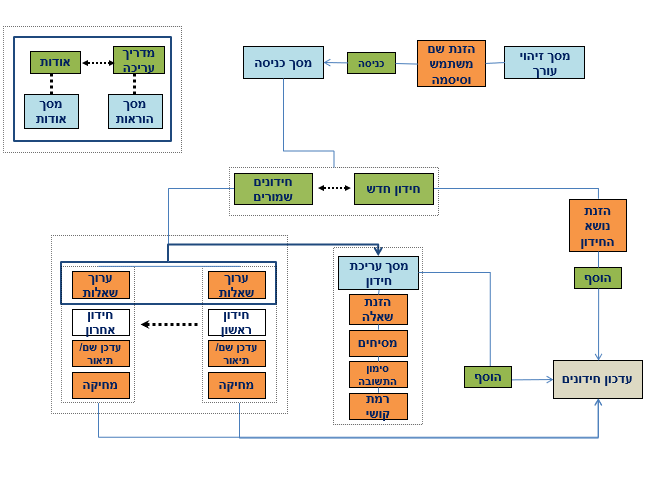 מסך זיהוי
עורך
הזנת שם
משתמש
וסיסמה
כניסה
מסך כניסה
מדריך
עריכה
אודות
מסך
הוראות
מסך
אודות
חידון חדש
חידונים
שמורים
הזנת
נושא
החידון
הוסף
עדכון חידונים
מסך עריכת
חידון
הזנת
שאלה
מסיחים
סימון
התשובה
רמת
קושי
הוסף
ערוך
שאלות
חידון
ראשון
עדכן שם/
תיאור
מחיקה
ערוך
שאלות
חידון
אחרון
עדכן שם/
תיאור
מחיקה